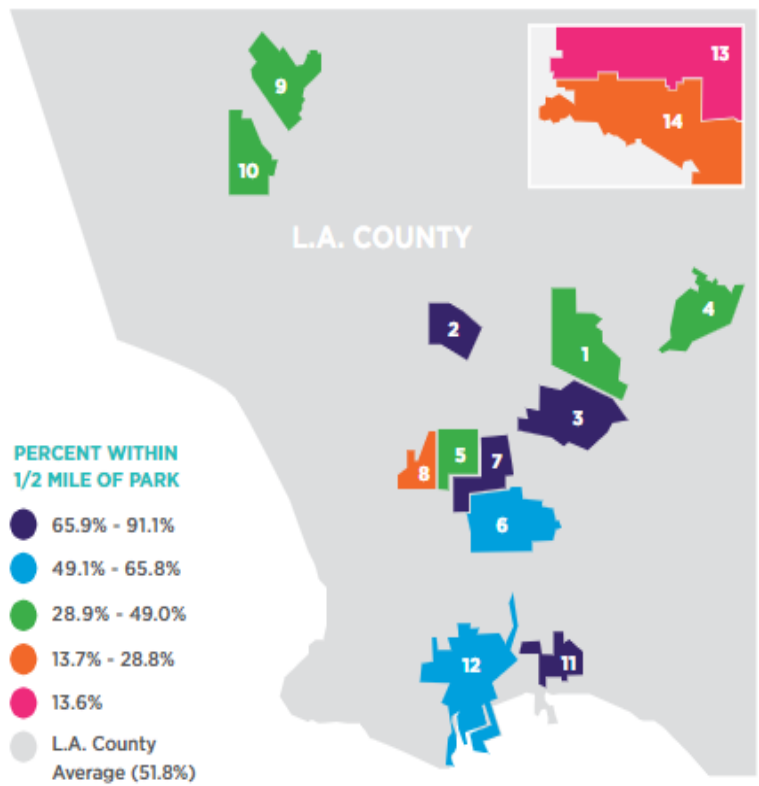 9
13
14
10
L.A. COUNTY
4
2
1
3
5
7
8
6
12
11
PERCENT WITHIN
1/2 MILE OF PARK
65.9% - 91.1%
49.1% - 65.8%
28.9% - 49.0%
13.7% - 28.8%
13.6%
L.A. County
Average (51.8%)